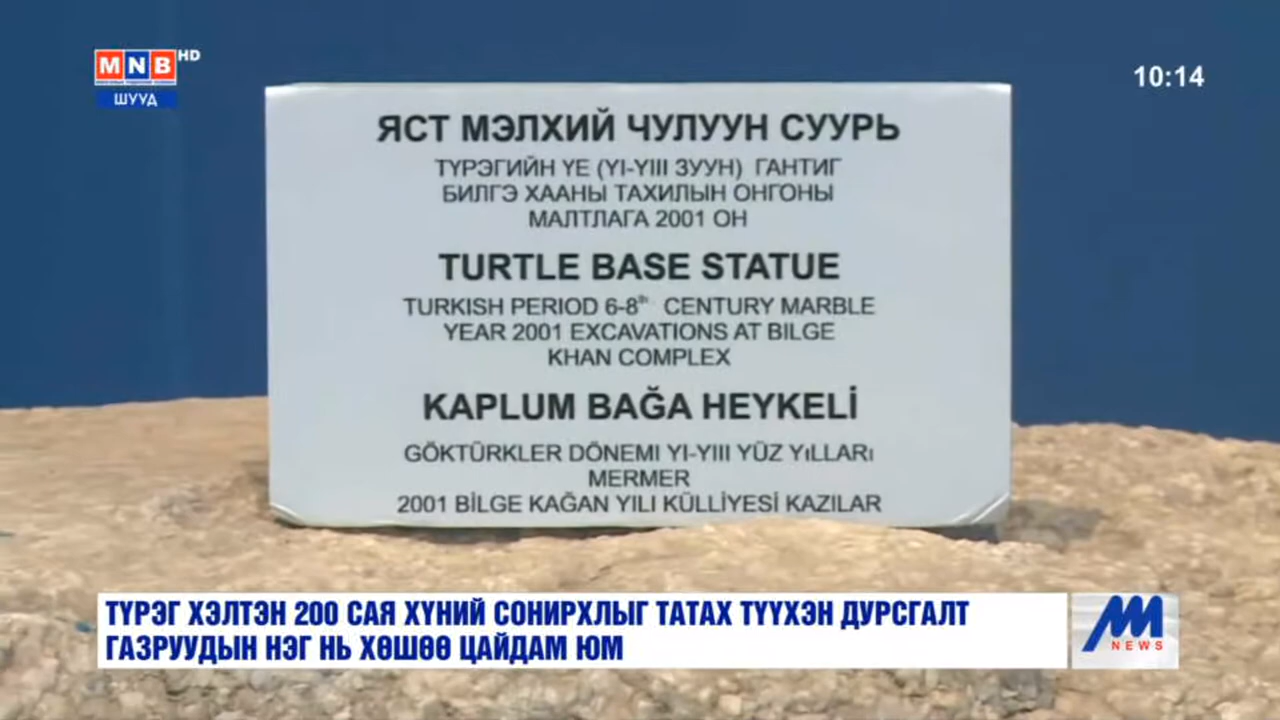 MNB HD
ШУУД
10:14
ЯСТ МЭЛХИЙ ЧУЛУУН СУУРЬ
ТҮРЭГИЙН ҮЕ (YI-YIII ЗУУН) ГАНТИГ
БИЛГЭ ХААНЫ ТАХИЛЫН ОНГОНЫ
МАЛТЛАГА 2001 ОН
TURTLE BASE STATUE
TURKISH PERIOD 6-8th CENTURY MARBLE
YEAR 2001 EXCAVATIONS AT BILGE
KHAN COMPLEX
KAPLUM BAĞA HEYKELİ
GÖKTÜRKLER DÖNEMI YI-YIII YÜZ YıLLARı
MERMER
2001 BİLGE KAĞAN YILI KÜLLİYESİ KAZILAR
ТҮРЭГ ХЭЛТЭН 200 САЯ ХҮНИЙ СОНИРХЛЫГ ТАТАХ ТҮҮХЭН ДУРСГАЛТ
ГАЗРУУДЫН НЭГ НЬ ХӨШӨӨ ЦАЙДАМ ЮМ
NEWS